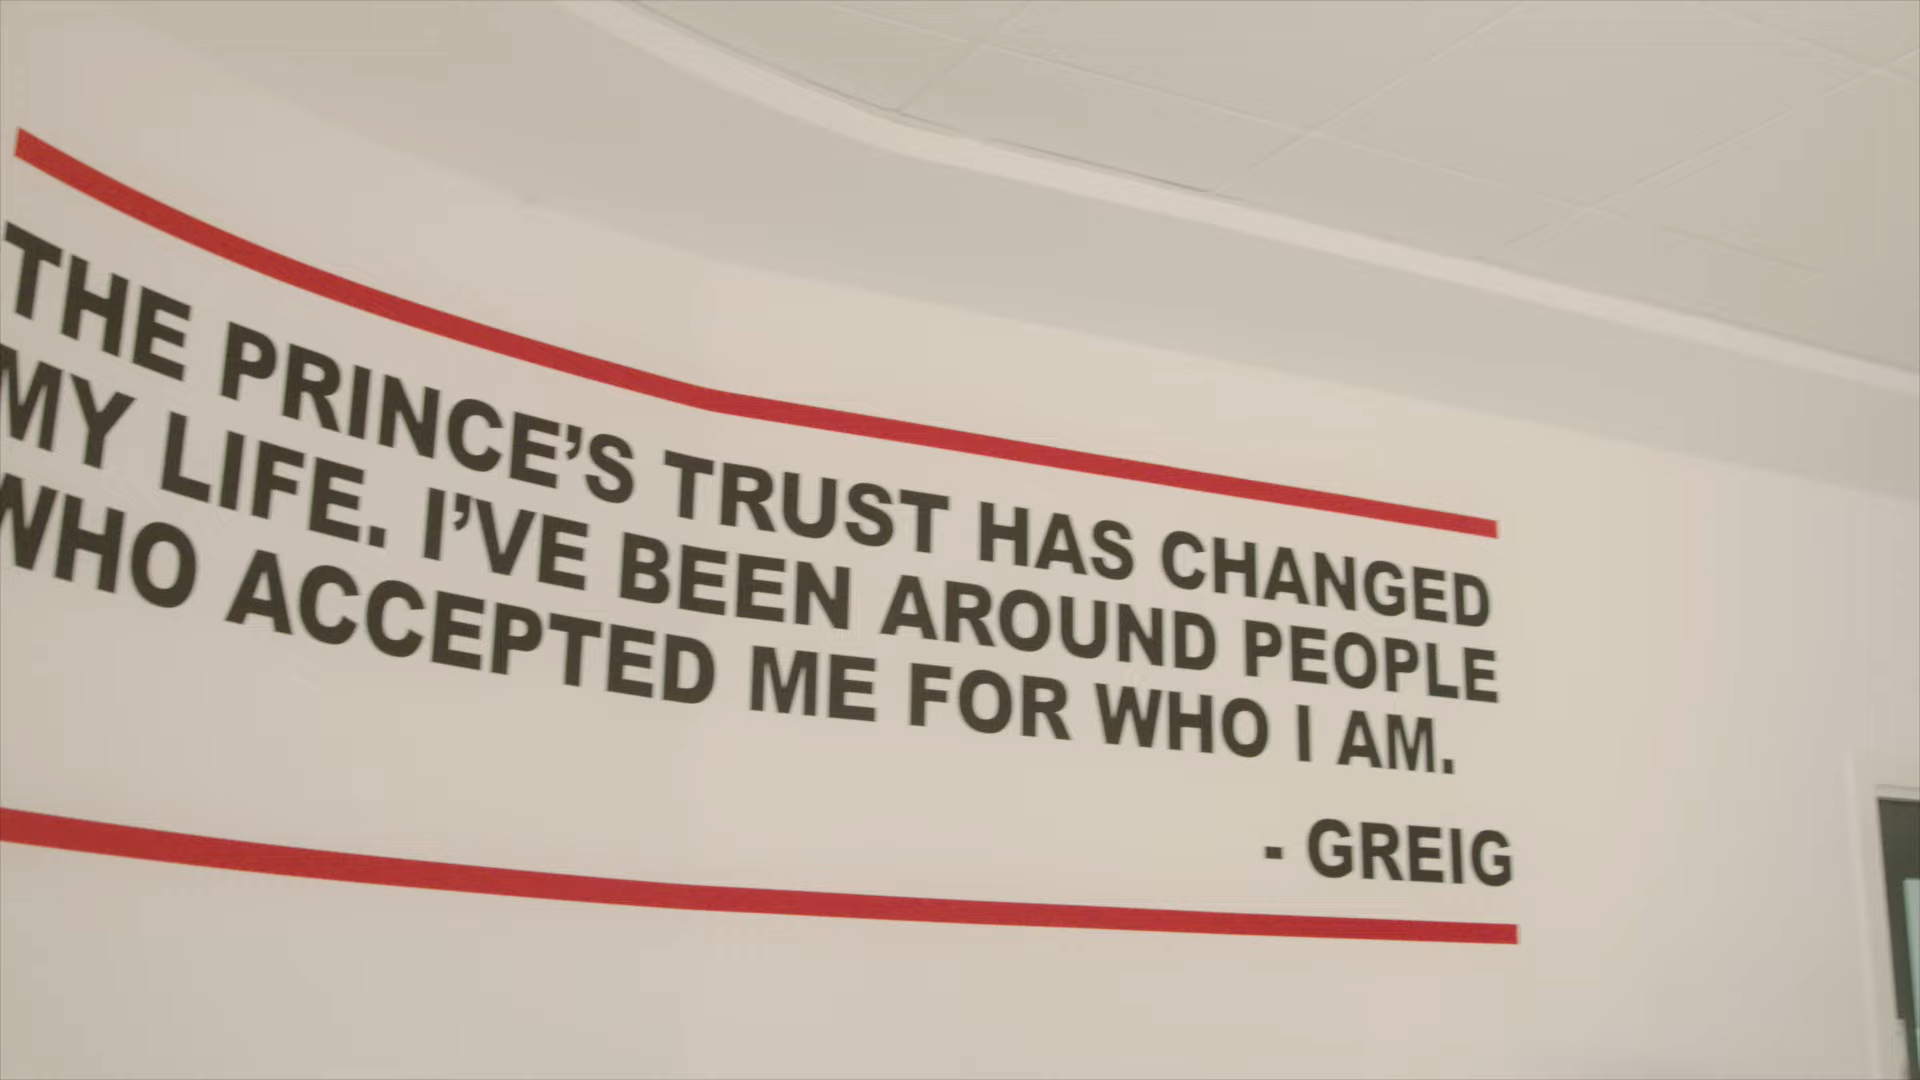 THE PRINCE'S TRUST HAS CHANGED
MY LIFE. I'VE BEEN AROUND PEOPLE
WHO ACCEPTED ME FOR WHO I AM.
- GREIG